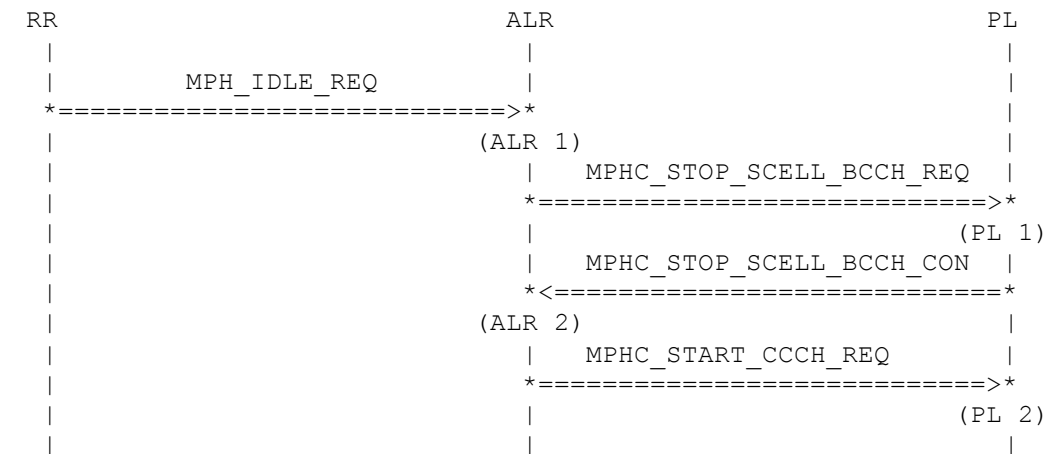 RR ALR PL
MPH_IDLE_REQ
(ALR 1)
MPHC_STOP_SCELL_BCCH_REQ
(PL 1)
MPHC_STOP_SCELL_BCCH_CON
(ALR 2)
MPHC_START_CCCH_REQ
(PL 2)